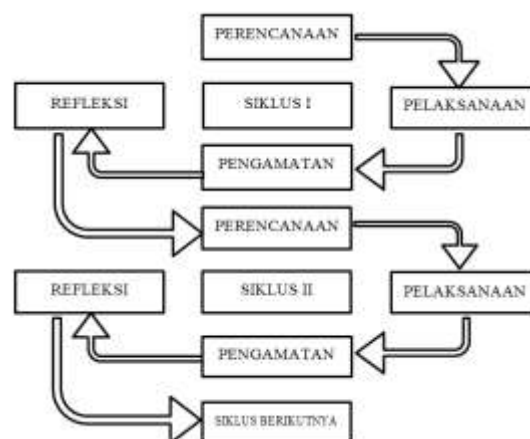 PERENCANAAN
REFLEKSI
SIKLUS I
PELAKSANAAN
PENGAMATAN
PERENCANAAN
REFLEKSI
SIKLUS II
PELAKSANAAN
PENGAMATAN
SIKLUS BERIKUTNYA